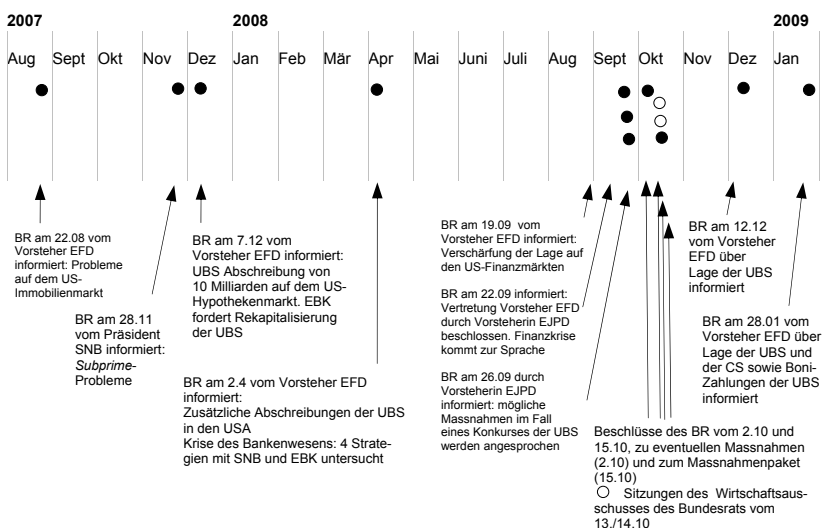 2007 2008 2009
Aug Sept Okt Nov Dez Jan Feb Mär Apr Mai Juni Juli Aug Sept Okt Nov Dez Jan
BR am 22.08 vom
Vorsteher EFD
informiert: Probleme
auf dem US-
Immobilienmarkt
BR am 28.11
vom Präsident
SNB informiert:
Subprime-
Probleme
BR am 7.12 vom
Vorsteher EFD
informiert:
UBS Abschreibung von
10 Milliarden auf dem US-
Hypothekenmarkt. EBK
fordert Rekapitalisierung
der UBS
BR am 2.4 vom Vorsteher EFD
informiert:
Zusätzliche Abschreibungen der UBS
in den USA
Krise des Bankenwesens: 4 Strate-
gien mit SNB und EBK untersucht
BR am 19.09 vom
Vorsteher EFD informiert:
Verschärfung der Lage auf
den US-Finanzmärkten
BR am 22.09 informiert:
Vertretung Vorsteher EFD
durch Vorsteherin EJPD
beschlossen. Finanzkrise
kommt zur Sprache
BR am 26.09 durch
Vorsteherin EJPD
informiert: mögliche
Massnahmen im Fall
eines Konkurses der UBS
werden angesprochen
Beschlüsse des BR vom 2.10 und
15.10, zu eventuellen Massnahmen
(2.10) und zum Massnahmenpaket
(15.10)
Sitzungen des Wirtschaftsaus-
schusses des Bundesrats vom
13./14.10
BR am 12.12
vom Vorsteher
EFD über
Lage der UBS
informiert
BR am 28.01 vom
Vorsteher EFD über
Lage der UBS und
der CS sowie Boni-
Zahlungen der UBS
informiert